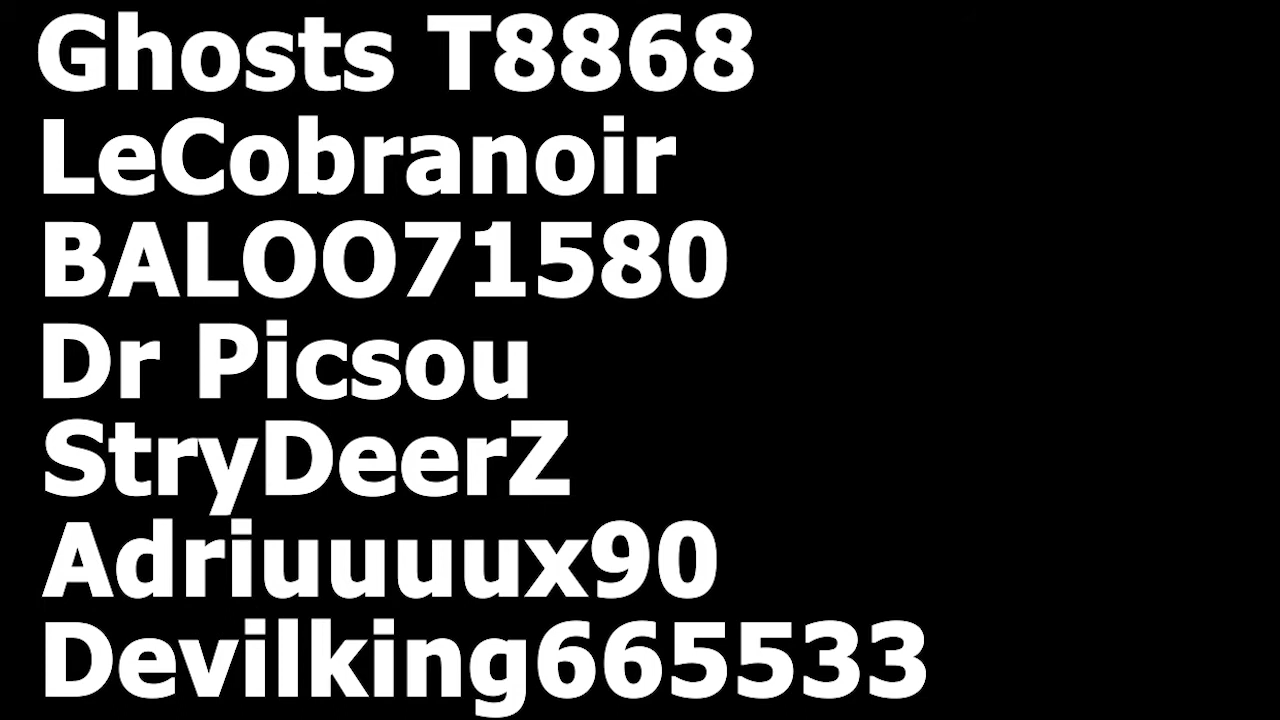 Ghosts T8868
LeCobranoir
BALOO71580
Dr Picsou
StryDeerZ
Adriuuuux90
Devilking665533